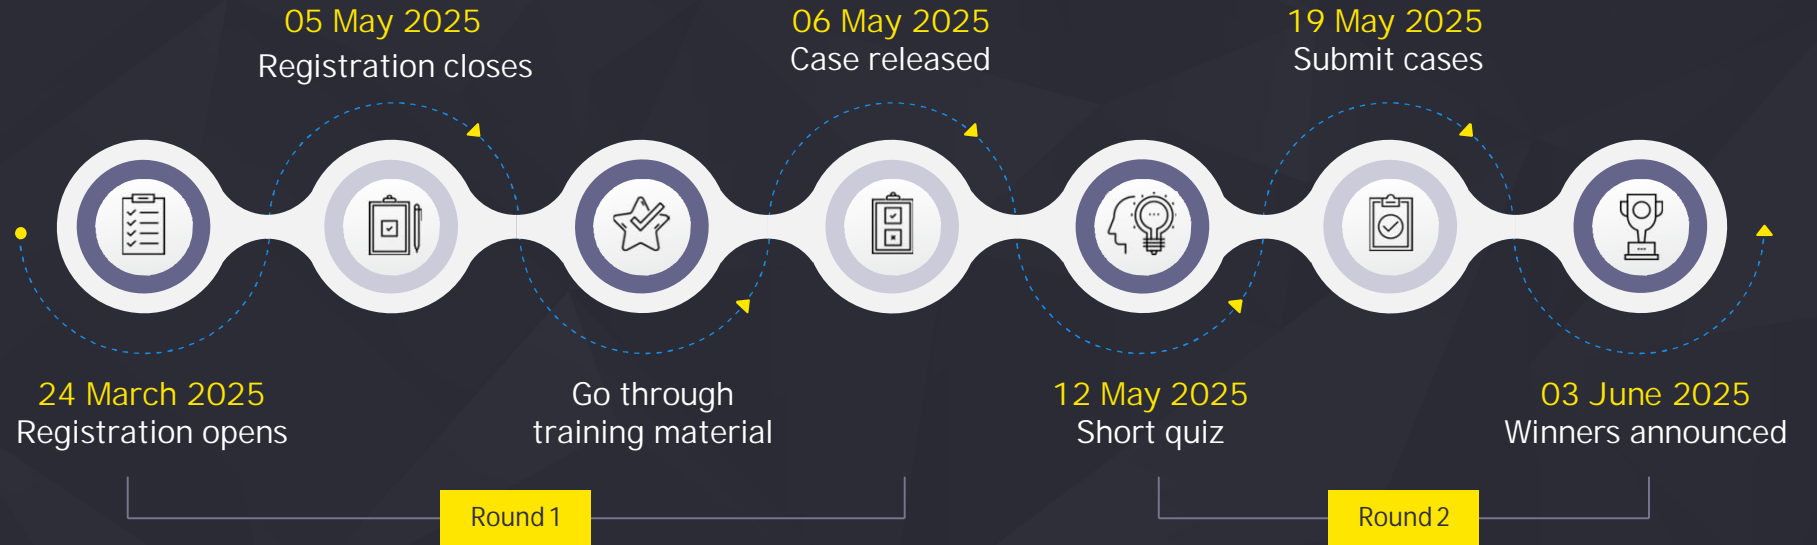 05 May 2025
Registration closes
06 May 2025
Case released
19 May 2025
Submit cases
24 March 2025
Registration opens
Go through
training material
12 May 2025
Short quiz
03 June 2025
Winners announced
Round 1
Round 2